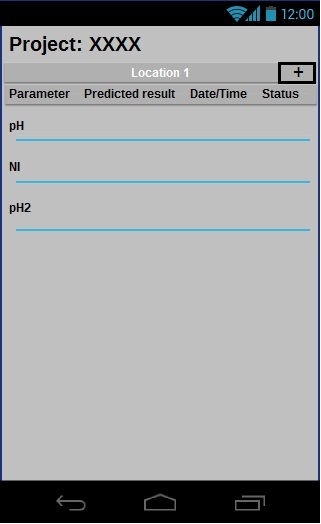 12:00
Project: XXXX
Location 1 +
Parameter Predicted result Date/Time Status
pH
NI
pH2